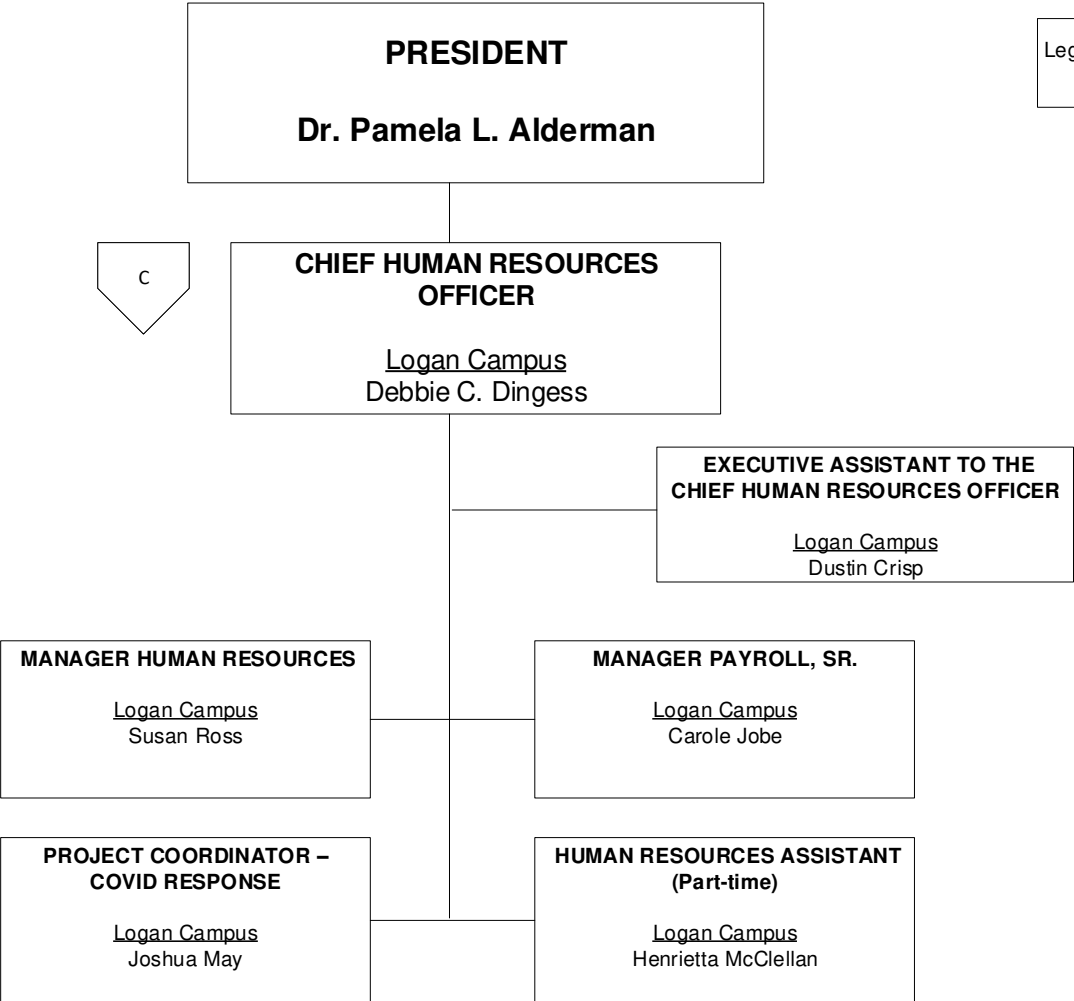 PRESIDENT
Dr. Pamela L. Alderman
C
CHIEF HUMAN RESOURCES
OFFICER
Logan Campus
Debbie C. Dingess
EXECUTIVE ASSISTANT TO THE
CHIEF HUMAN RESOURCES OFFICER
Logan Campus
Dustin Crisp
MANAGER HUMAN RESOURCES
Logan Campus
Susan Ross
MANAGER PAYROLL, SR.
Logan Campus
Carole Jobe
PROJECT COORDINATOR –
COVID RESPONSE
Logan Campus
Joshua May
HUMAN RESOURCES ASSISTANT
(Part-time)
Logan Campus
Henrietta McClellan